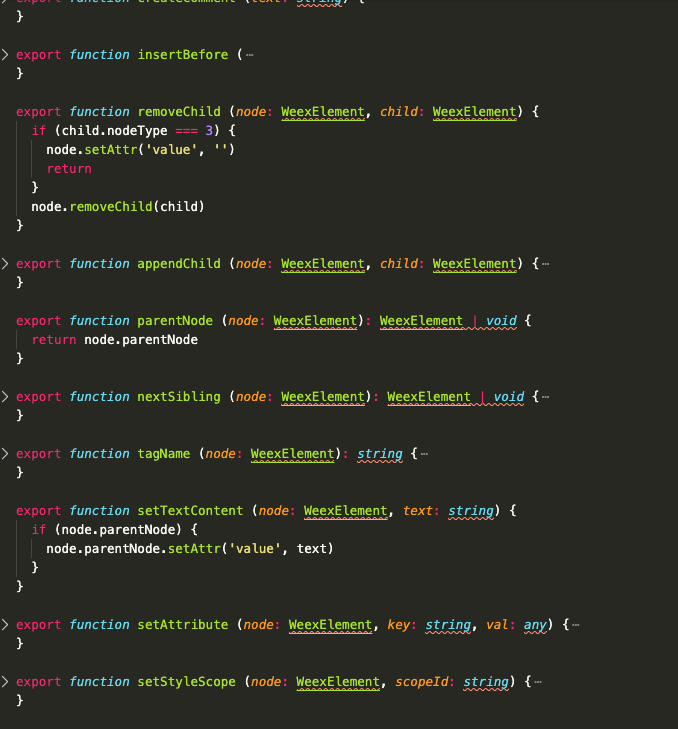 export function createComment (text: string) {
}
export function insertBefore (…
}
export function removeChild (node: WeexElement, child: WeexElement) {
if (child.nodeType === 3) {
node.setAttr('value', '')
return
}
node.removeChild(child)
}
export function appendChild (node: WeexElement, child: WeexElement) {…
}
export function parentNode (node: WeexElement): WeexElement | void {
return node.parentNode
}
export function nextSibling (node: WeexElement): WeexElement | void {…
}
export function tagName (node: WeexElement): string {…
}
export function setTextContent (node: WeexElement, text: string) {
if (node.parentNode) {
node.parentNode.setAttr('value', text)
}
}
export function setAttribute (node: WeexElement, key: string, val: any) {…
}
export function setStyleScope (node: WeexElement, scopeId: string) {…
}